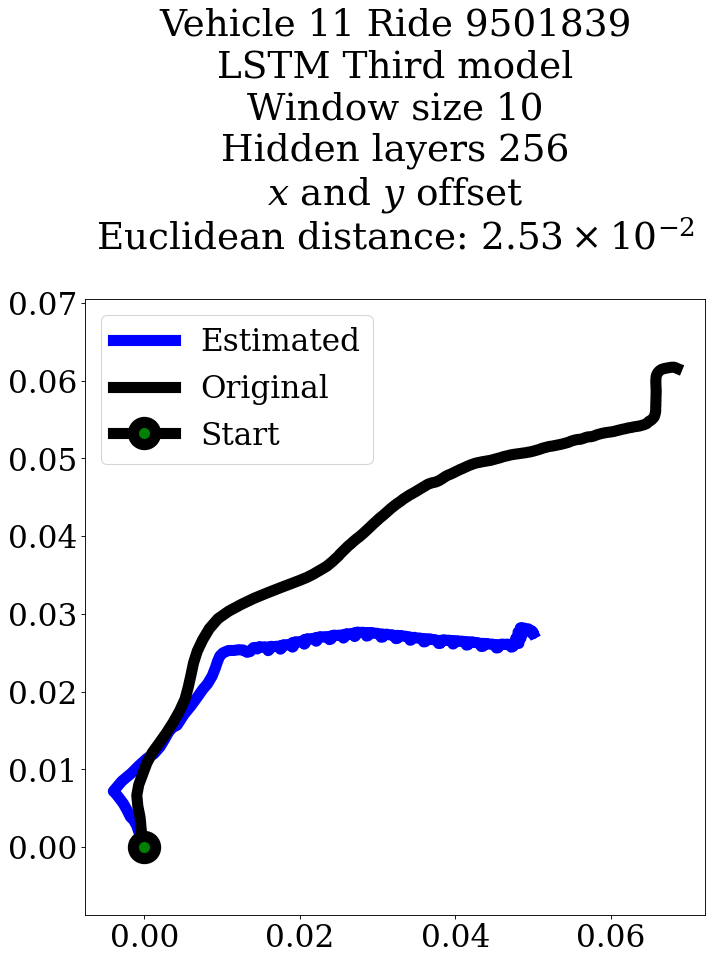 Vehicle 11 Ride 9501839
LSTM Third model
Window size 10
Hidden layers 256
x and y offset
Euclidean distance: 2.53 × 10⁻²
0.07
0.06
0.05
0.04
0.03
0.02
0.01
0.00
Estimated
Original
Start
0.00 0.02 0.04 0.06